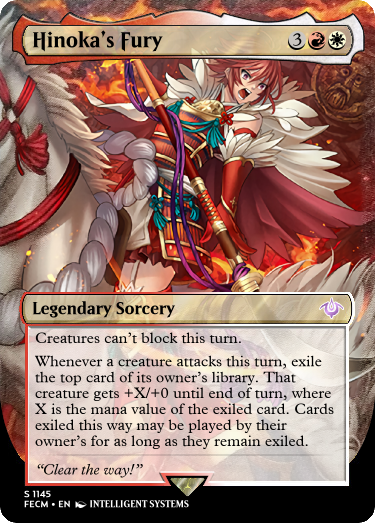 Hinoka's Fury 3
Legendary Sorcery
Creatures can't block this turn.
Whenever a creature attacks this turn, exile
the top card of its owner's library. That
creature gets +X/+0 until end of turn, where
X is the mana value of the exiled card. Cards
exiled this way may be played by their
owner's for as long as they remain exiled.
“Clear the way!”
S 1145
FECM • EN INTELLIGENT SYSTEMS